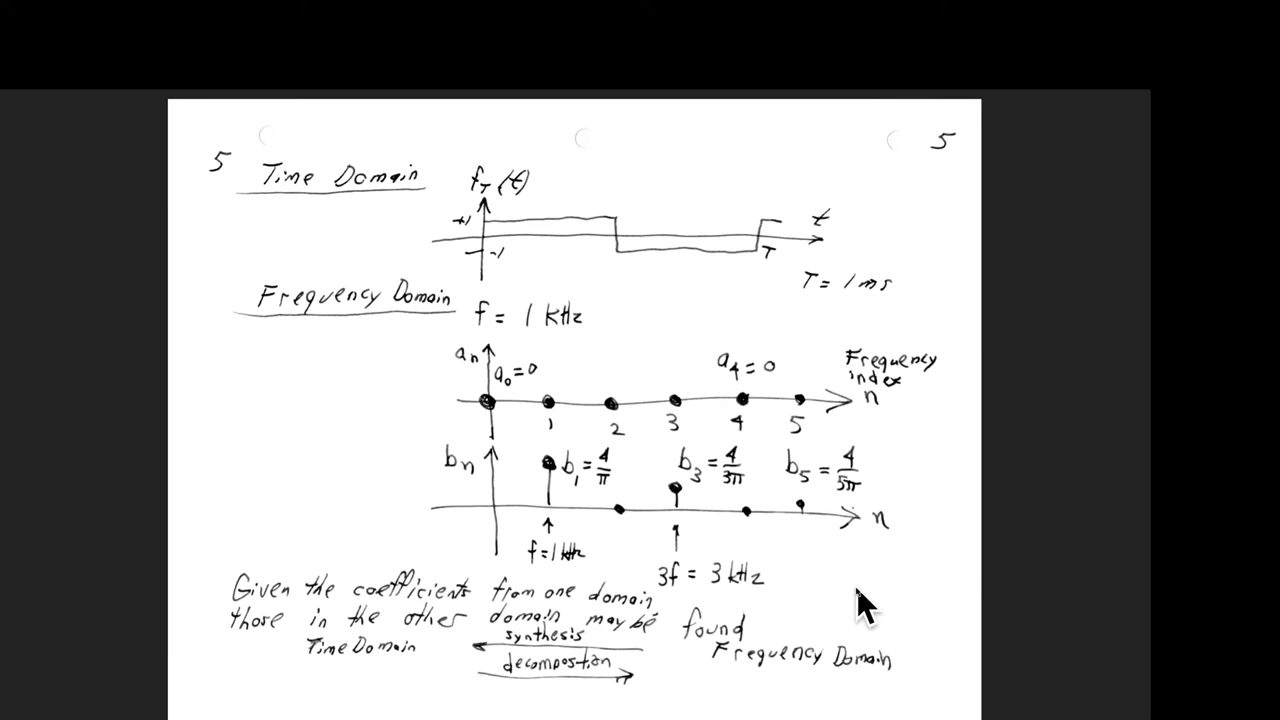 5 5
Time Domain
f_T(t)
+1
-1
t
T
T = 1ms
Frequency Domain
f = 1 kHz
a_n
a_0=0
a_4=0
Frequency
index
n
1 2 3 4 5
b_n
b_1 = 4/π
b_3 = 4/3π
b_5 = 4/5π
n
f=1kHz
3f = 3 kHz
Given the coefficients from one domain
those in the other domain may be found
synthesis
Time Domain
Frequency Domain
decompostion